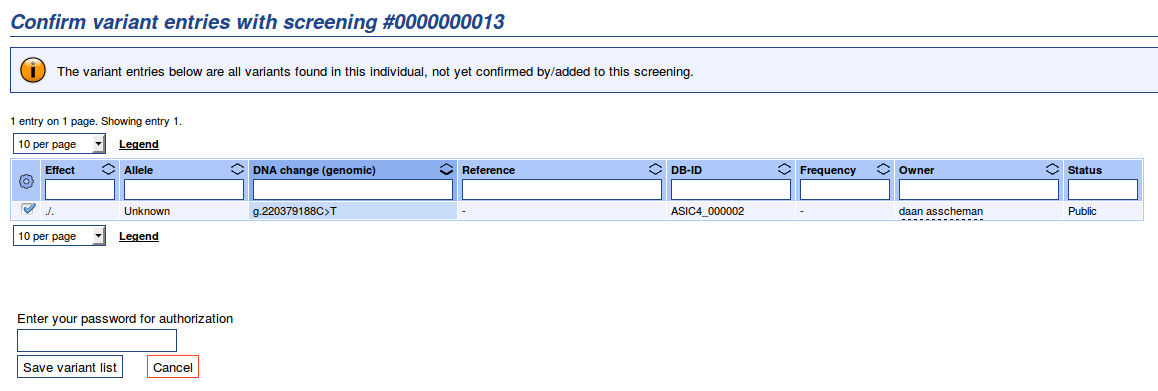 Confirm variant entries with screening #0000000013
The variant entries below are all variants found in this individual, not yet confirmed by/added to this screening.
1 entry on 1 page. Showing entry 1.
10 per page Legend
Effect Allele DNA change (genomic) Reference DB-ID Frequency Owner Status
./. Unknown g.220379188C>T - ASIC4_000002 - daan asscheman Public
10 per page Legend
Enter your password for authorization
Save variant list Cancel